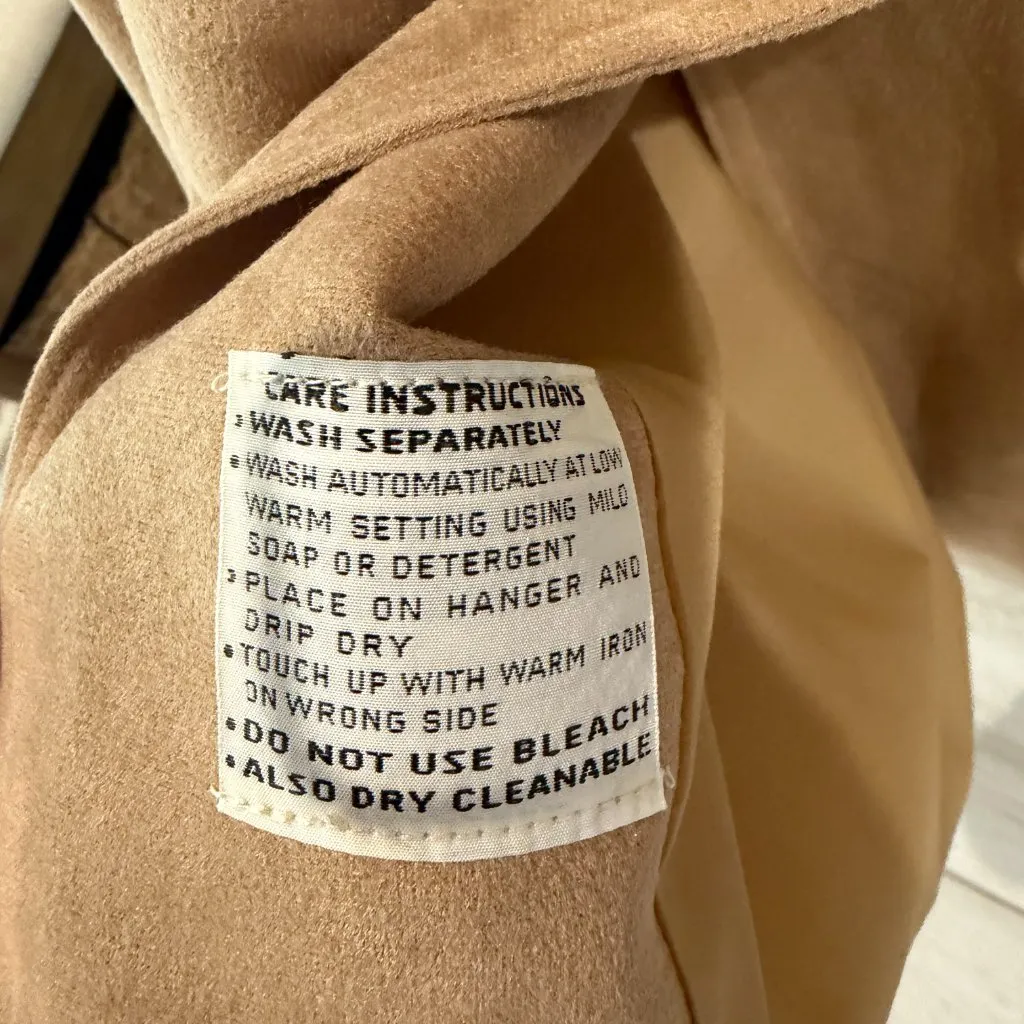 CARE INSTRUCTIONS
• WASH SEPARATELY
• WASH AUTOMATICALLY AT LOW
WARM SETTING USING MILD
SOAP OR DETERGENT
• PLACE ON HANGER AND
DRIP DRY
• TOUCH UP WITH WARM IRON
ON WRONG SIDE
• DO NOT USE BLEACH
• ALSO DRY CLEANABLE